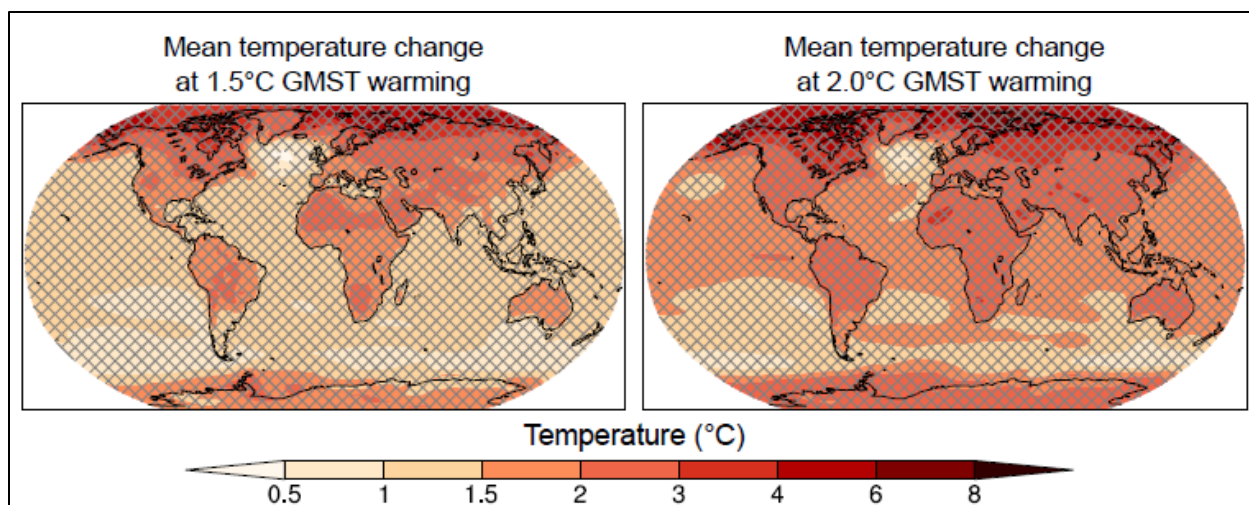 Mean temperature change
at 1.5°C GMST warming
Mean temperature change
at 2.0°C GMST warming
Temperature (°C)
0.5 1 1.5 2 3 4 6 8